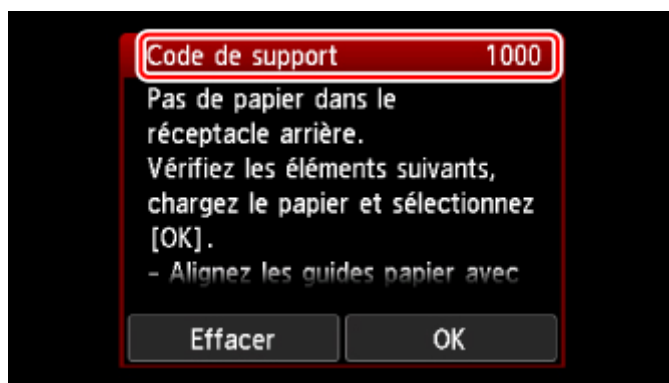 Code de support 1000
Pas de papier dans le
réceptacle arrière.
Vérifiez les éléments suivants,
chargez le papier et sélectionnez
[OK].
- Alignez les guides papier avec
Effacer OK